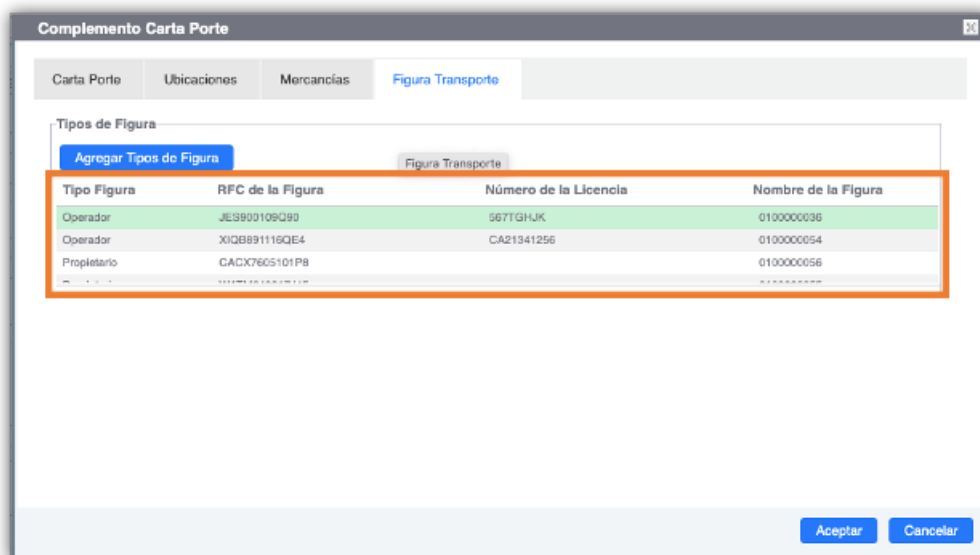 Complemento Carta Porte
Carta Porte Ubicaciones Mercancías Figura Transporte
Tipos de Figura
Agregar Tipos de Figura
Figura Transporte
Tipo Figura RFC de la Figura Número de la Licencia Nombre de la Figura
Operador JES900109Q90 567TGHJK 0100000036
Operador XIQB891116QE4 CA21341256 0100000054
Propietario CACX7605101P8 0100000056
Aceptar Cancelar